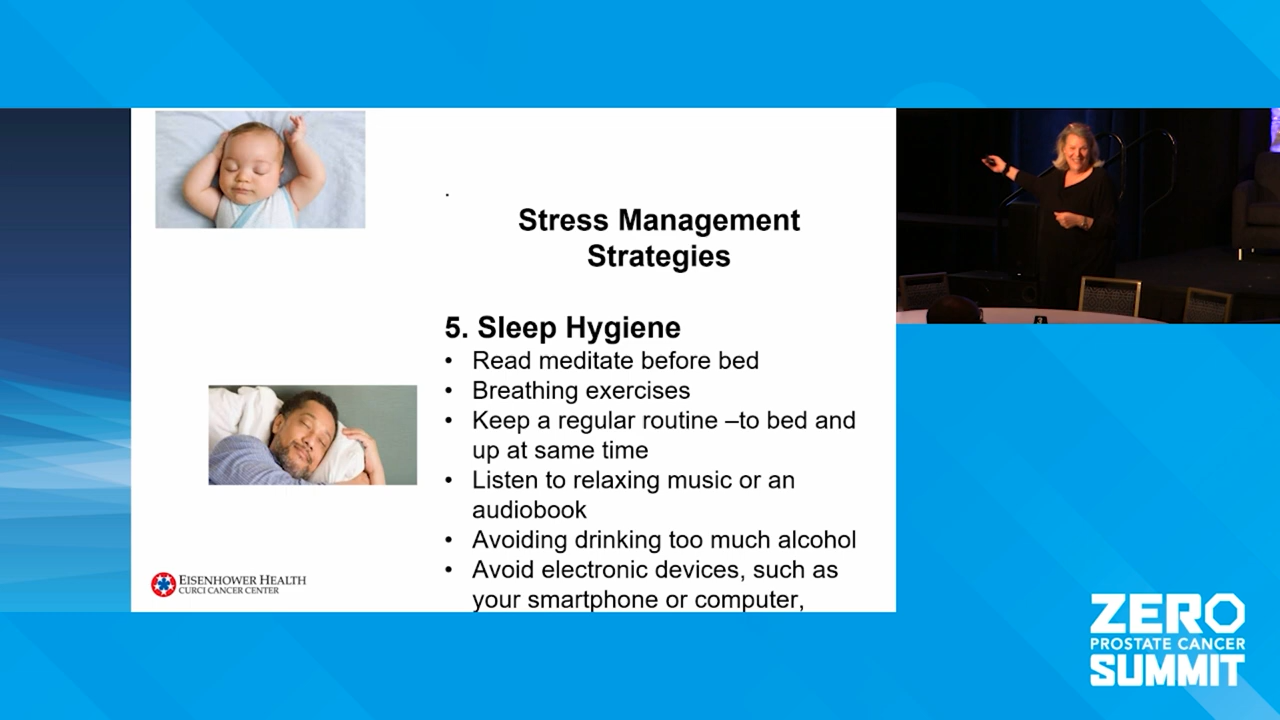 .
Stress Management
Strategies
5. Sleep Hygiene
• Read meditate before bed
• Breathing exercises
• Keep a regular routine –to bed and
up at same time
• Listen to relaxing music or an
audiobook
• Avoiding drinking too much alcohol
• Avoid electronic devices, such as
your smartphone or computer,
EISENHOWER HEALTH
CURCI CANCER CENTER
ZERO
PROSTATE CANCER
SUMMIT